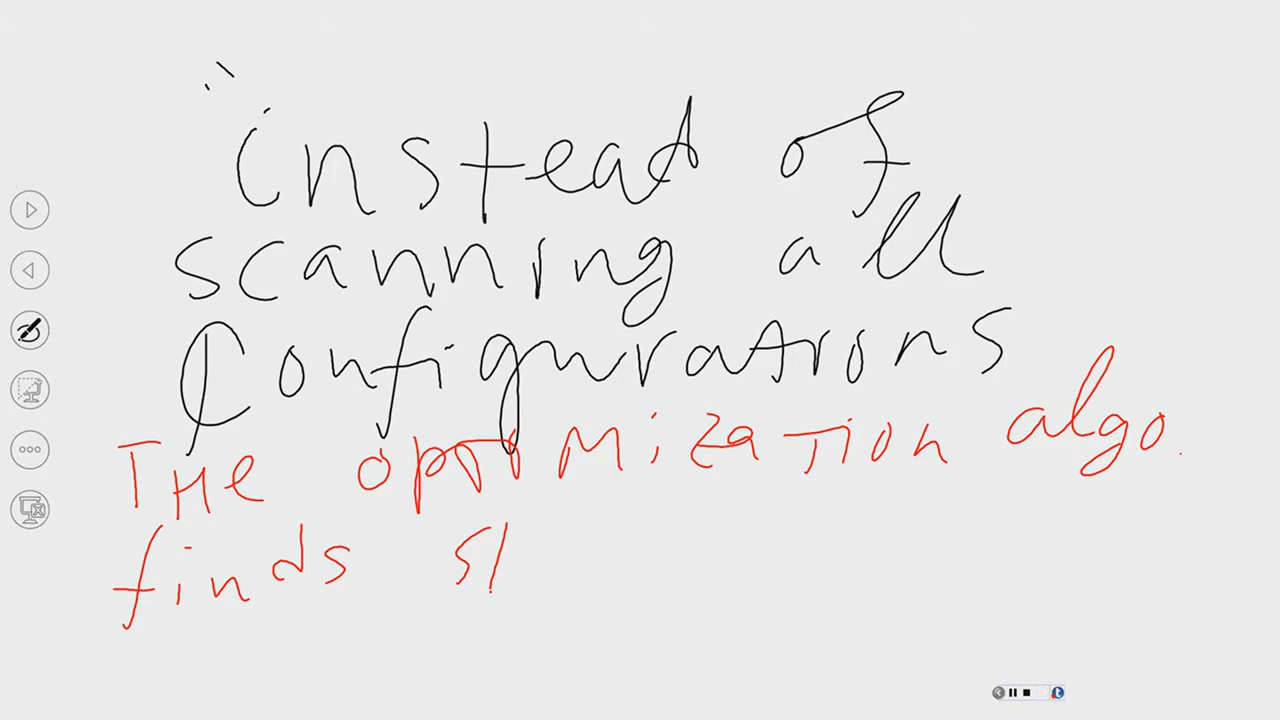 "instead of
scanning all
Configurations
THe optiMization algo.
finds